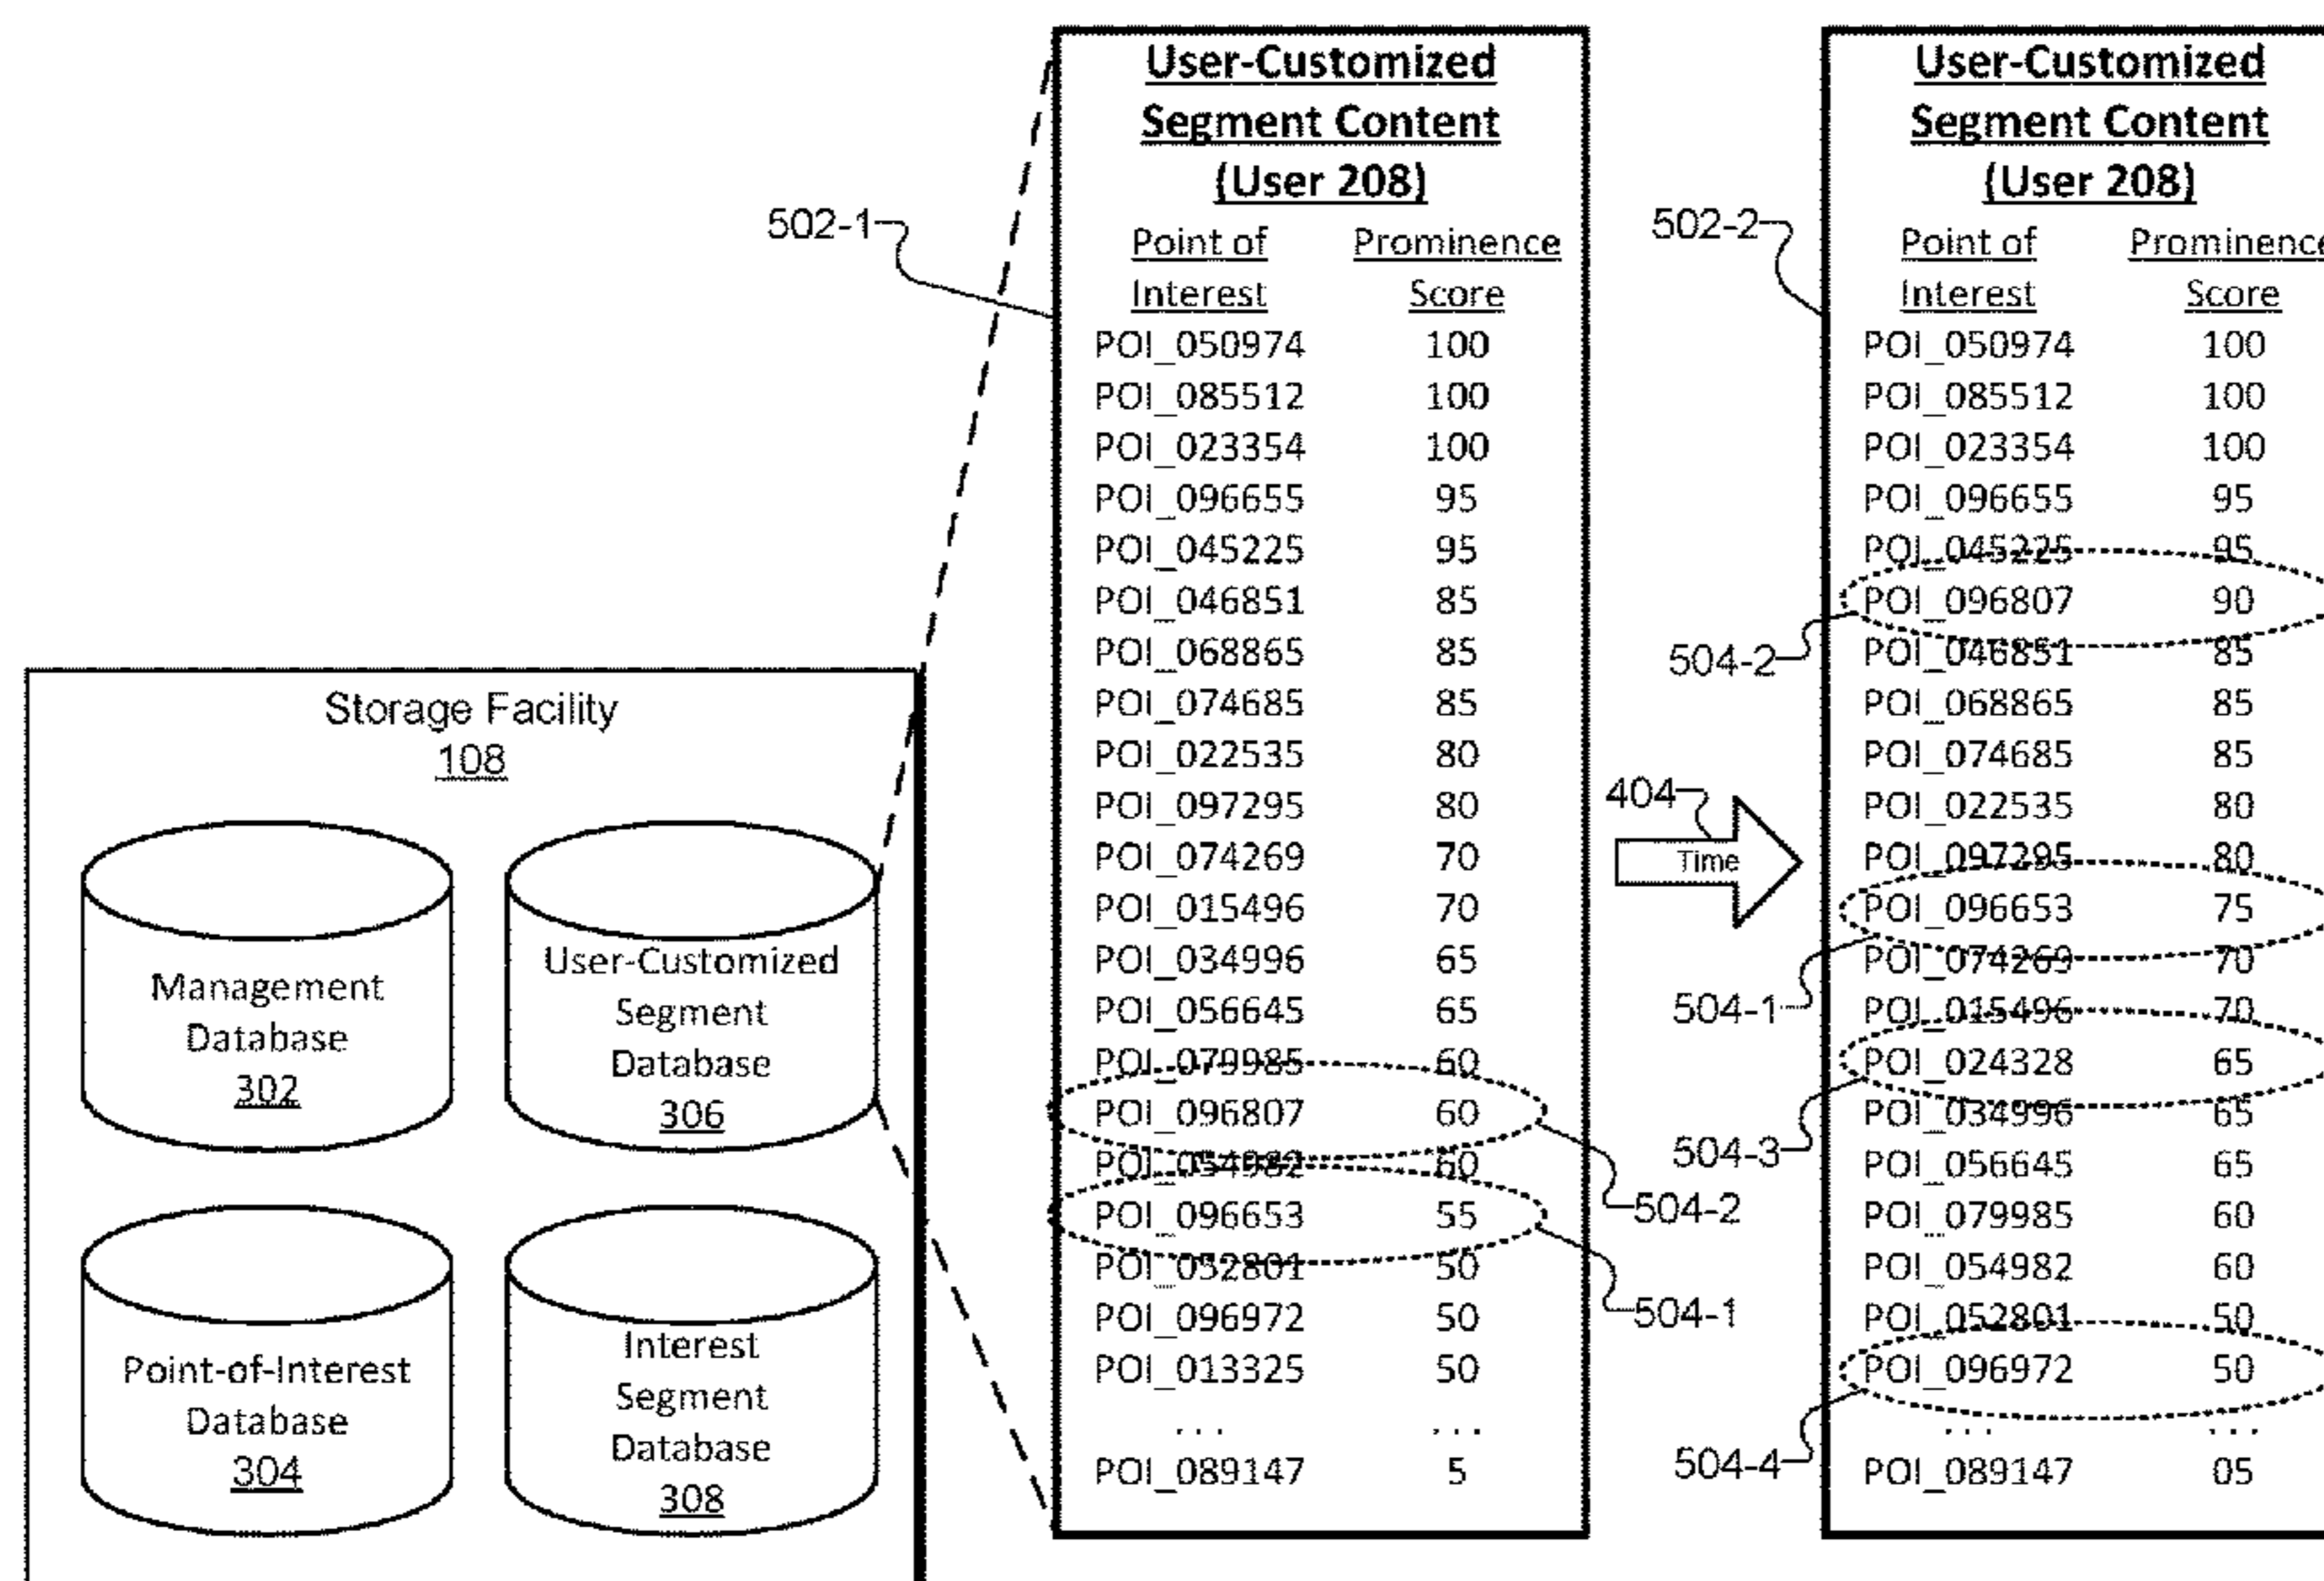 User-Customized
Segment Content
(User 208)
Point of Prominence
Interest Score
POI_050974 100
POI_085512 100
POI_023354 100
POI_096655 95
POI_045225 95
POI_046851 85
POI_068865 85
POI_074685 85
POI_022535 80
POI_097295 80
POI_074269 70
POI_015496 70
POI_034996 65
POI_056645 65
POI_079985 60
POI_096807 60
POI_054982 60
POI_096653 55
POI_052801 50
POI_096972 50
POI_013325 50
... ...
POI_089147 5
502-1
504-2
504-1
404
Time
User-Customized
Segment Content
(User 208)
Point of Prominence
Interest Score
POI_050974 100
POI_085512 100
POI_023354 100
POI_096655 95
POI_045225 95
POI_096807 90
POI_046851 85
POI_068865 85
POI_074685 85
POI_022535 80
POI_097295 80
POI_096653 75
POI_074269 70
POI_015496 70
POI_024328 65
POI_034996 65
POI_056645 65
POI_079985 60
POI_054982 60
POI_052801 50
POI_096972 50
... ...
POI_089147 05
502-2
504-2
504-1
504-3
504-4
Storage Facility
108
Management
Database
302
User-Customized
Segment
Database
306
Point-of-Interest
Database
304
Interest
Segment
Database
308